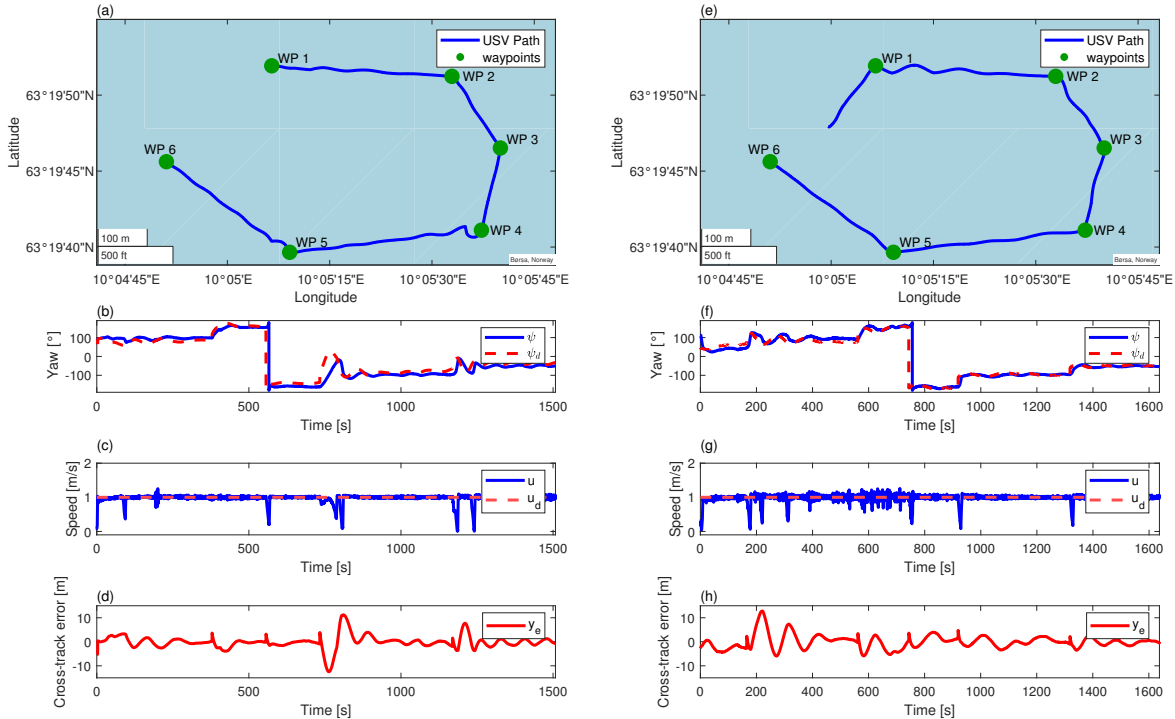 (a)
USV Path
waypoints
WP 1
WP 2
WP 3
WP 4
WP 5
WP 6
63°19'50"N
63°19'45"N
63°19'40"N
Latitude
100 m
500 ft
Børsa, Norway
10°04'45"E 10°05'E 10°05'15"E 10°05'30"E 10°05'45"E
Longitude
(b)
ψ
ψd
100
0
-100
Yaw [°]
0 500 1000 1500
Time [s]
(c)
u
ud
2
1
0
Speed [m/s]
0 500 1000 1500
Time [s]
(d)
ye
10
0
-10
Cross-track error [m]
0 500 1000 1500
Time [s]
(e)
USV Path
waypoints
WP 1
WP 2
WP 3
WP 4
WP 5
WP 6
63°19'50"N
63°19'45"N
63°19'40"N
Latitude
100 m
500 ft
Børsa, Norway
10°04'45"E 10°05'E 10°05'15"E 10°05'30"E 10°05'45"E
Longitude
(f)
ψ
ψd
100
0
-100
Yaw [°]
0 200 400 600 800 1000 1200 1400 1600
Time [s]
(g)
u
ud
2
1
0
Speed [m/s]
0 200 400 600 800 1000 1200 1400 1600
Time [s]
(h)
ye
10
0
-10
Cross-track error [m]
0 200 400 600 800 1000 1200 1400 1600
Time [s]